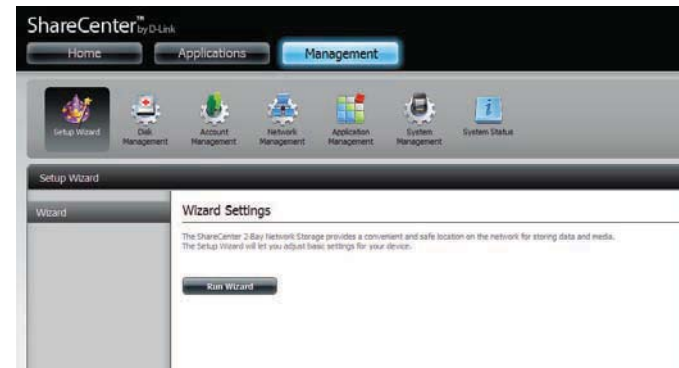 ShareCenter™ by D-Link
Home Applications Management
Setup Wizard
Disk Management
Account Management
Network Management
Application Management
System Management
System Status
Setup Wizard
Wizard
Wizard Settings
The ShareCenter 2-Bay Network Storage provides a convenient and safe location on the network for storing data and media.
The Setup Wizard will let you adjust basic settings for your device.
Run Wizard